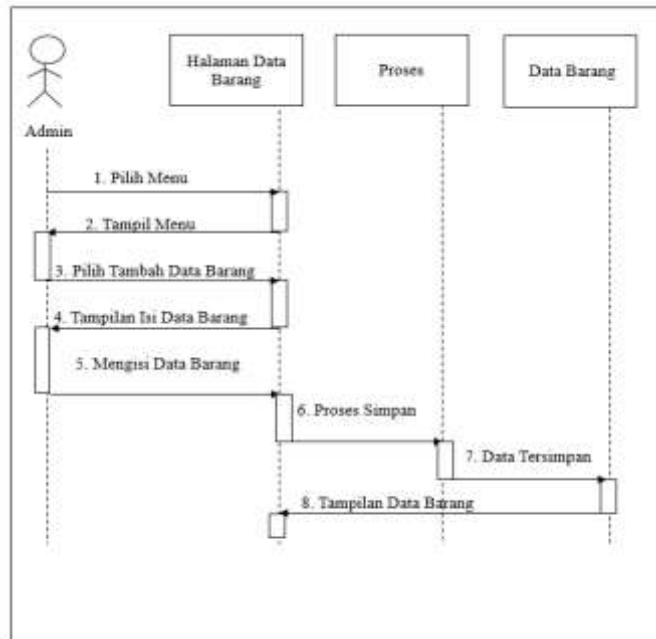 Halaman Data
Barang
Proses
Data Barang
Admin
1. Pilih Menu
2. Tampil Menu
3. Pilih Tambah Data Barang
4. Tampilan Isi Data Barang
5. Mengisi Data Barang
6. Proses Simpan
7. Data Tersimpan
8. Tampilan Data Barang